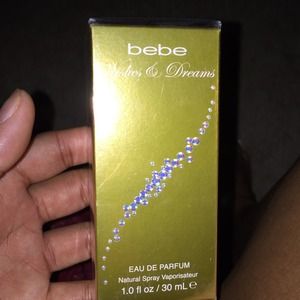 bebe
Wishes & Dreams
EAU DE PARFUM
Natural Spray Vaporisateur
1.0 fl oz / 30 mL ℮